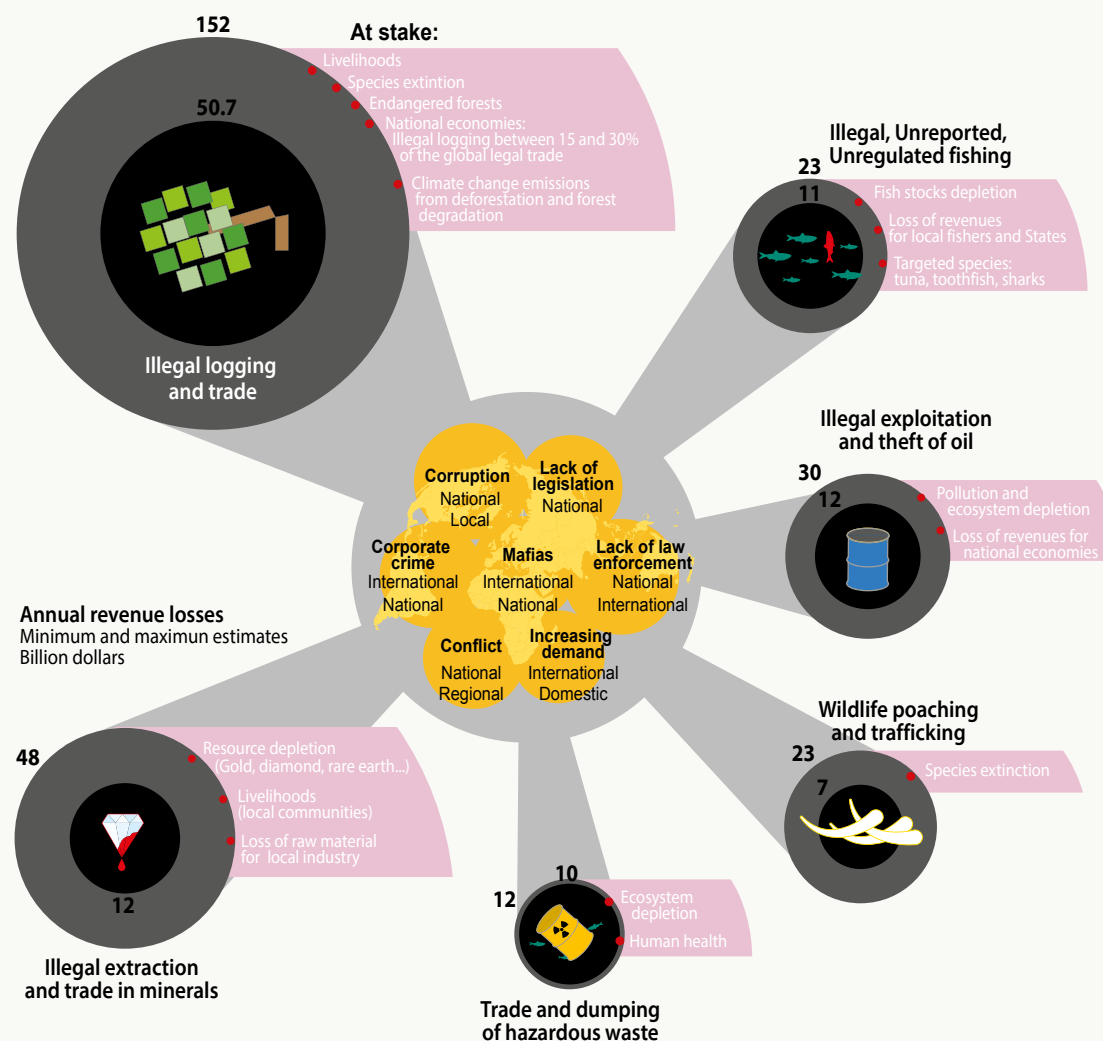 152
At stake:
Livelihoods
Species extintion
Endangered forests
National economies:
Illegal logging between 15 and 30%
of the global legal trade
Climate change emissions
from deforestation and forest
degradation
50.7
Illegal logging
and trade
Illegal, Unreported,
Unregulated fishing
23
11
Fish stocks depletion
Loss of revenues
for local fishers and States
Targeted species:
tuna, toothfish, sharks
Illegal exploitation
and theft of oil
30
12
Pollution and
ecosystem depletion
Loss of revenues for
national economies
Corruption
National
Local
Lack of
legislation
National
Corporate
crime
International
National
Mafias
International
National
Lack of law
enforcement
National
International
Conflict
National
Regional
Increasing
demand
International
Domestic
Annual revenue losses
Minimum and maximun estimates
Billion dollars
Wildlife poaching
and trafficking
23
7
Species extinction
48
Resource depletion
(Gold, diamond, rare earth...)
Livelihoods
(local communities)
Loss of raw material
for local industry
12
Illegal extraction
and trade in minerals
10
12
Ecosystem
depletion
Human health
Trade and dumping
of hazardous waste